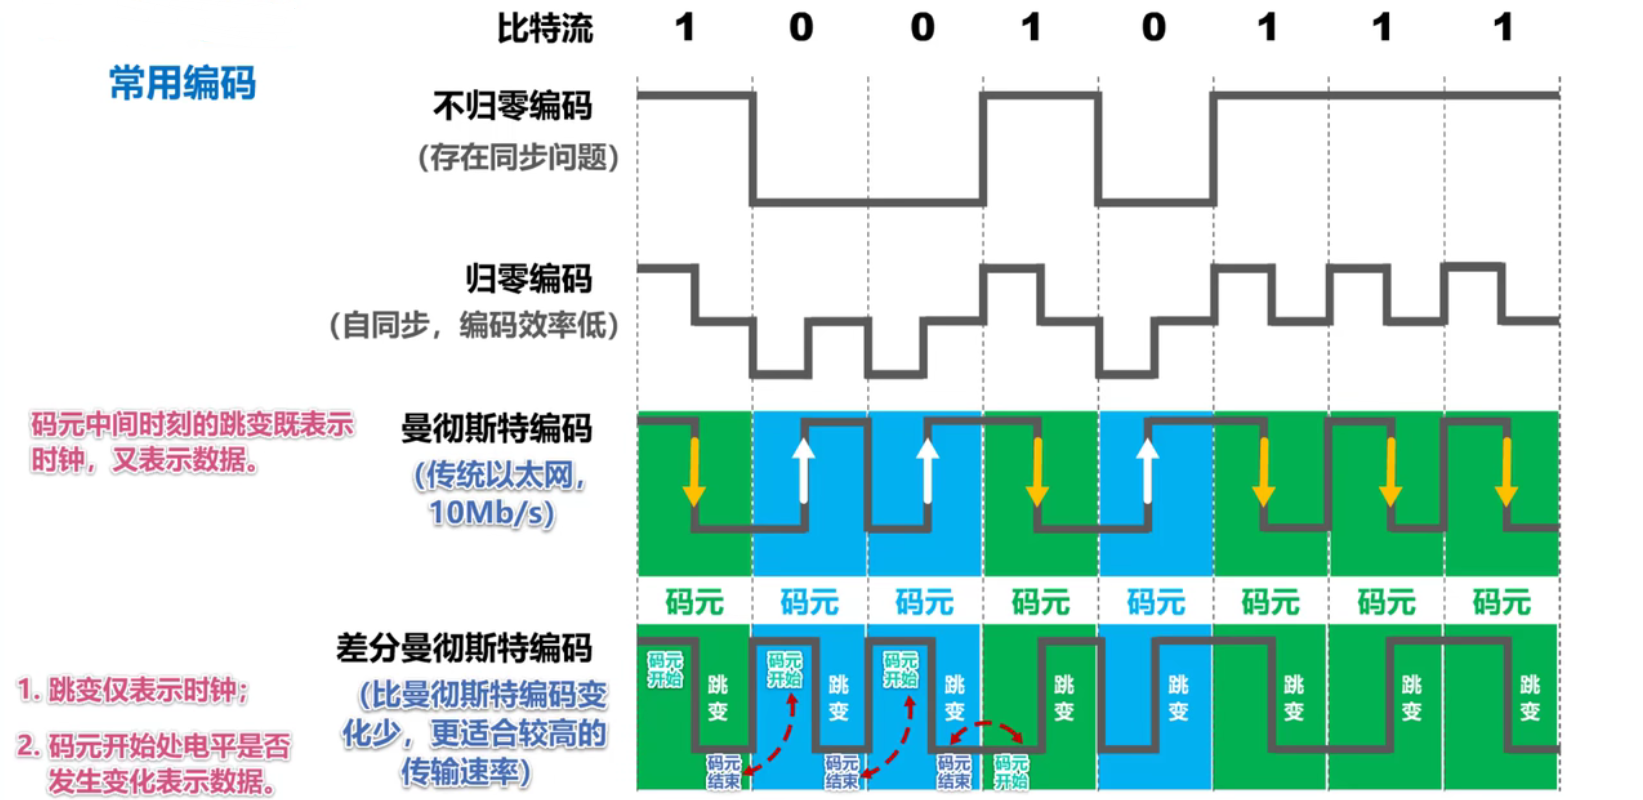 比特流 1 0 0 1 0 1 1 1
常用编码
不归零编码
（存在同步问题）
归零编码
（自同步，编码效率低）
码元中间时刻的跳变既表示
时钟，又表示数据。
曼彻斯特编码
（传统以太网，
10Mb/s）
码元 码元 码元 码元 码元 码元 码元 码元
差分曼彻斯特编码
（比曼彻斯特编码变
化少，更适合较高的
传输速率）
1. 跳变仅表示时钟；
2. 码元开始处电平是否
发生变化表示数据。
码元
开始
跳
变
码元
结束
码元
开始
跳
变
码元
结束
码元
开始
跳
变
码元
结束
码元
开始
跳
变
跳
变
跳
变
跳
变
跳
变